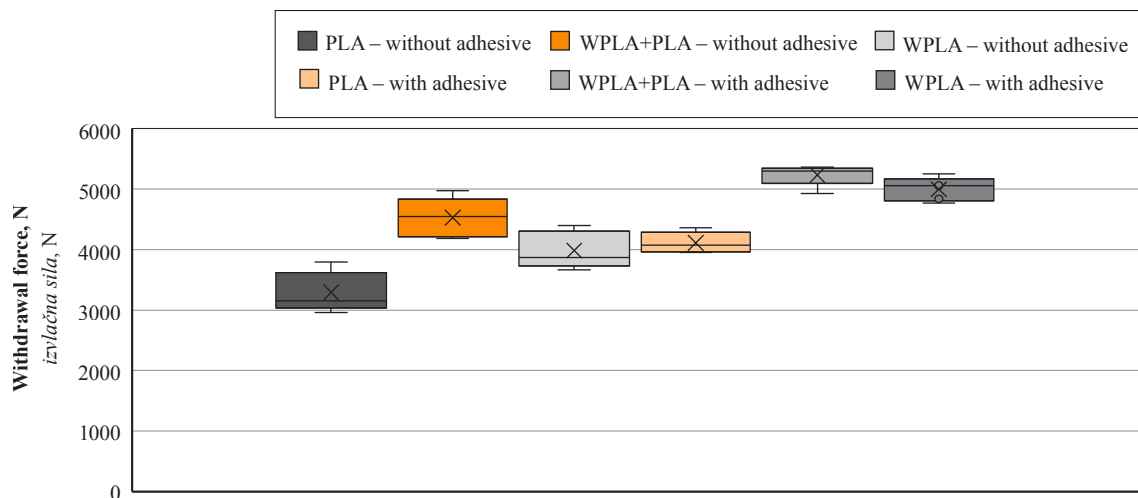 PLA – without adhesive
WPLA+PLA – without adhesive
WPLA – without adhesive
PLA – with adhesive
WPLA+PLA – with adhesive
WPLA – with adhesive
Withdrawal force, N
izvlačna sila, N
6000
5000
4000
3000
2000
1000
0